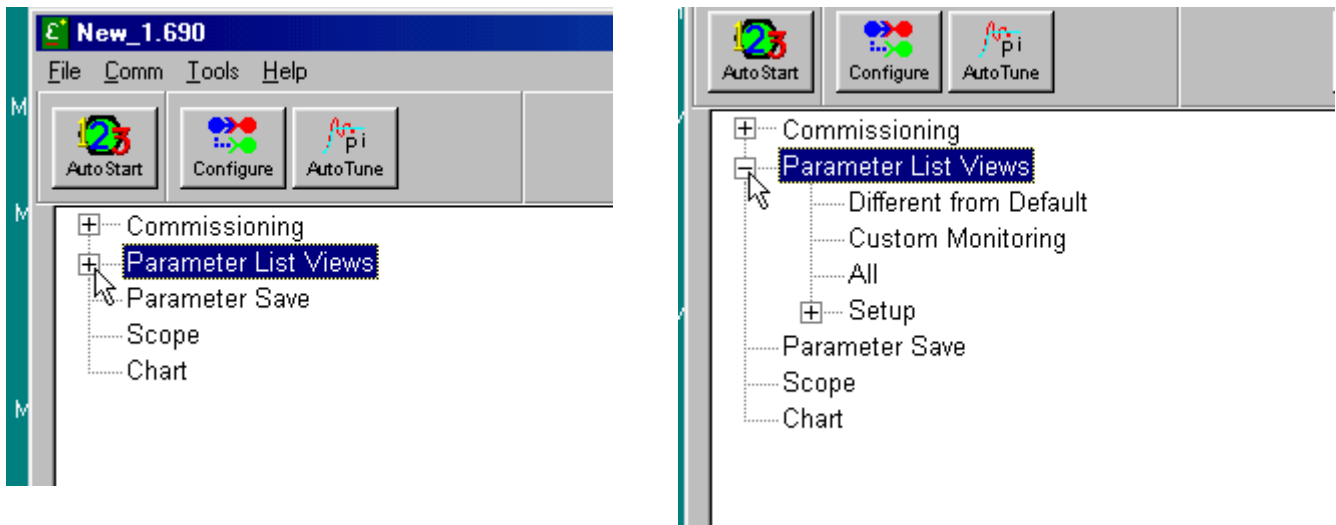 New_1.690
File Comm Tools Help
AutoStart Configure AutoTune
Commissioning
Parameter List Views
Parameter Save
Scope
Chart
AutoStart Configure AutoTune
Commissioning
Parameter List Views
Different from Default
Custom Monitoring
All
Setup
Parameter Save
Scope
Chart